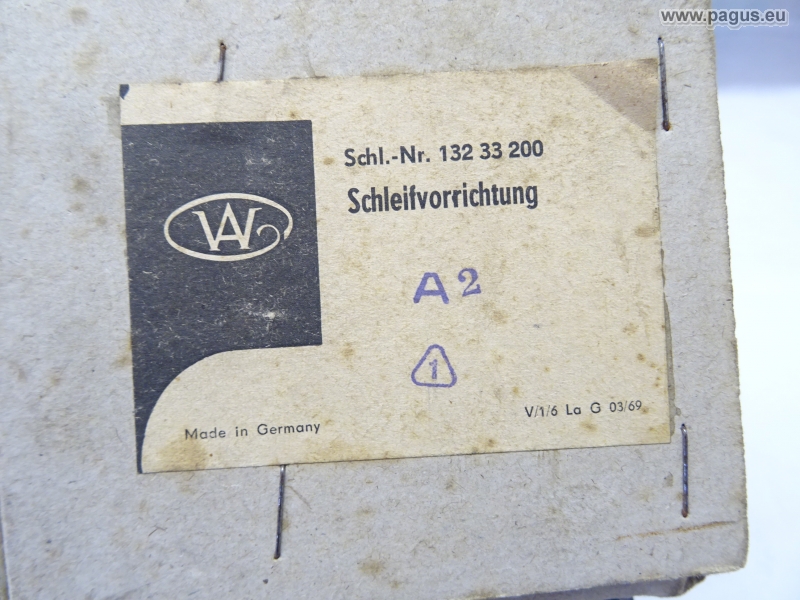 www.pagus.eu
Schl.-Nr. 132 33 200
Schleifvorrichtung
WA
A2
1
Made in Germany
V/1/6 La G 03/69